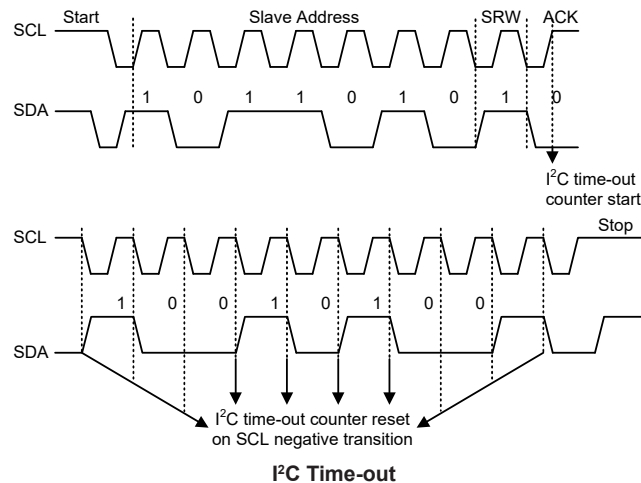 Start Slave Address SRW ACK
SCL
1 0 1 1 0 1 0 1 0
SDA
I²C time-out
counter start
SCL Stop
1 0 0 1 0 1 0 0
SDA
I²C time-out counter reset
on SCL negative transition
I²C Time-out